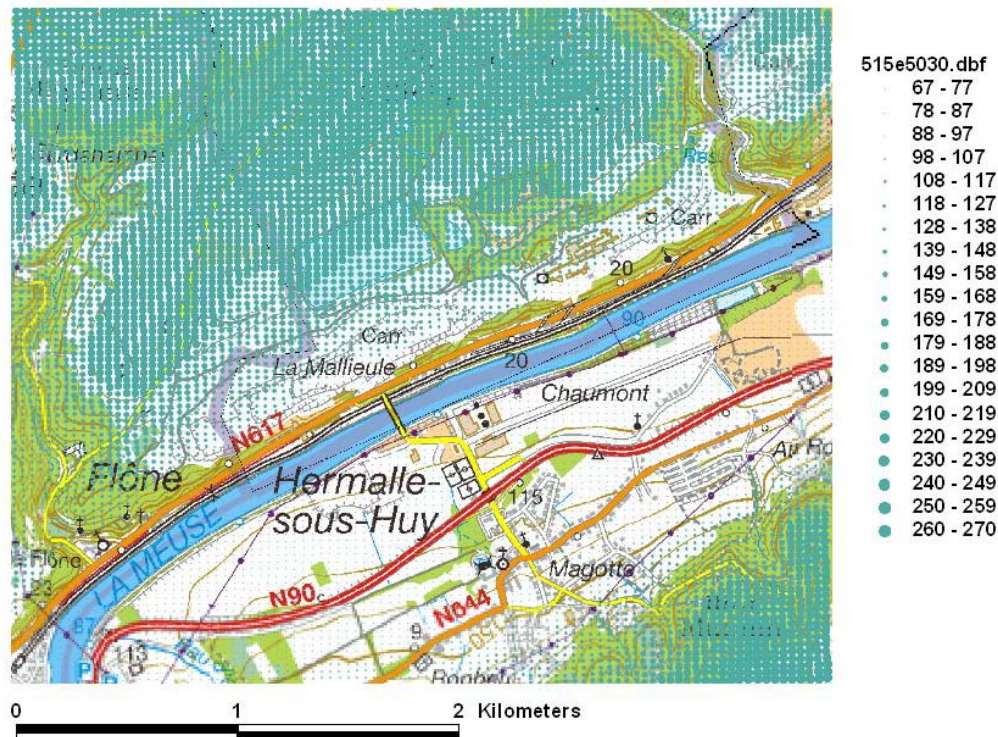 515e5030.dbf
67 - 77
78 - 87
88 - 97
98 - 107
108 - 117
118 - 127
128 - 138
139 - 148
149 - 158
159 - 168
169 - 178
179 - 188
189 - 198
199 - 209
210 - 219
220 - 229
230 - 239
240 - 249
250 - 259
260 - 270
Res.
Carr.
20
90
Carr.
La Mallieule
20
Chaumont
N617
Flône
Hermalle-
sous-Huy
115
Au
LA MEUSE
Flône
N90
Magotte
N644
150
87
113
9
P
0 1 2 Kilometers